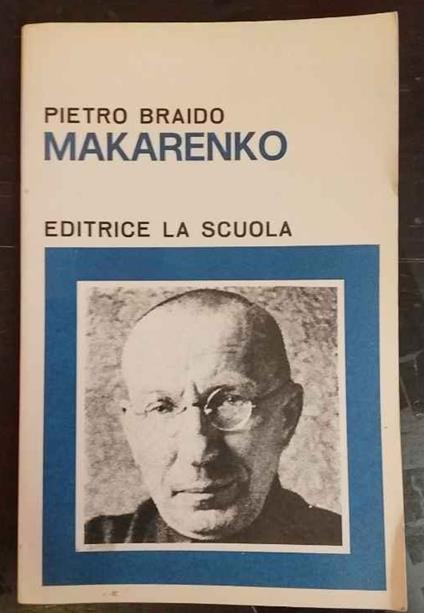 PIETRO BRAIDO
MAKARENKO
EDITRICE LA SCUOLA